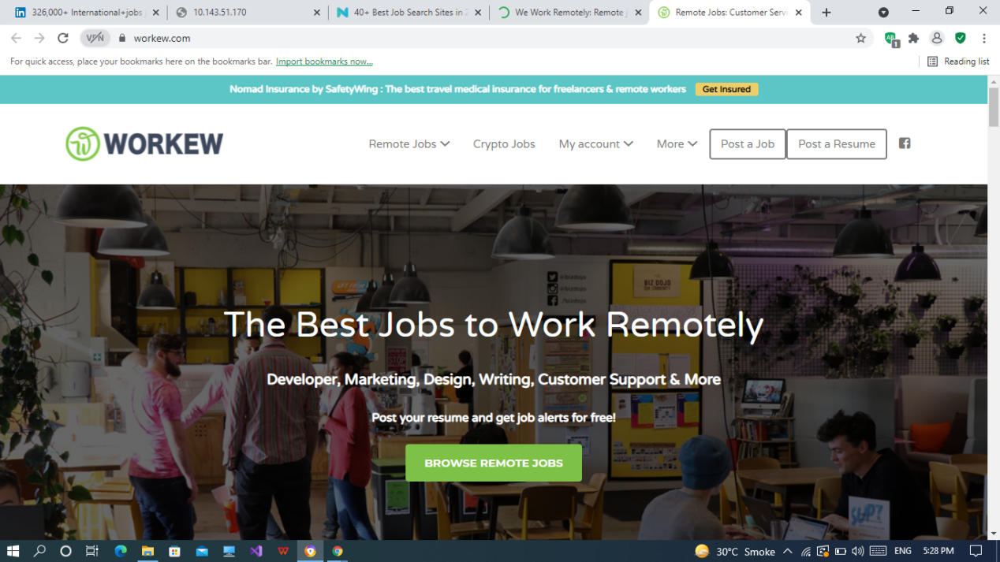 326,000+ International+jobs j
10.143.51.170
40+ Best Job Search Sites in 2
We Work Remotely: Remote j
Remote Jobs: Customer Servi
VPN
workew.com
1
For quick access, place your bookmarks here on the bookmarks bar. Import bookmarks now...
Reading list
Nomad Insurance by SafetyWing : The best travel medical insurance for freelancers & remote workers
Get Insured
WORKEW
Remote Jobs
Crypto Jobs
My account
More
Post a Job
Post a Resume
BIZ DOJO
The Best Jobs to Work Remotely
Developer, Marketing, Design, Writing, Customer Support & More
Post your resume and get job alerts for free!
BROWSE REMOTE JOBS
30°C Smoke
ENG
5:28 PM